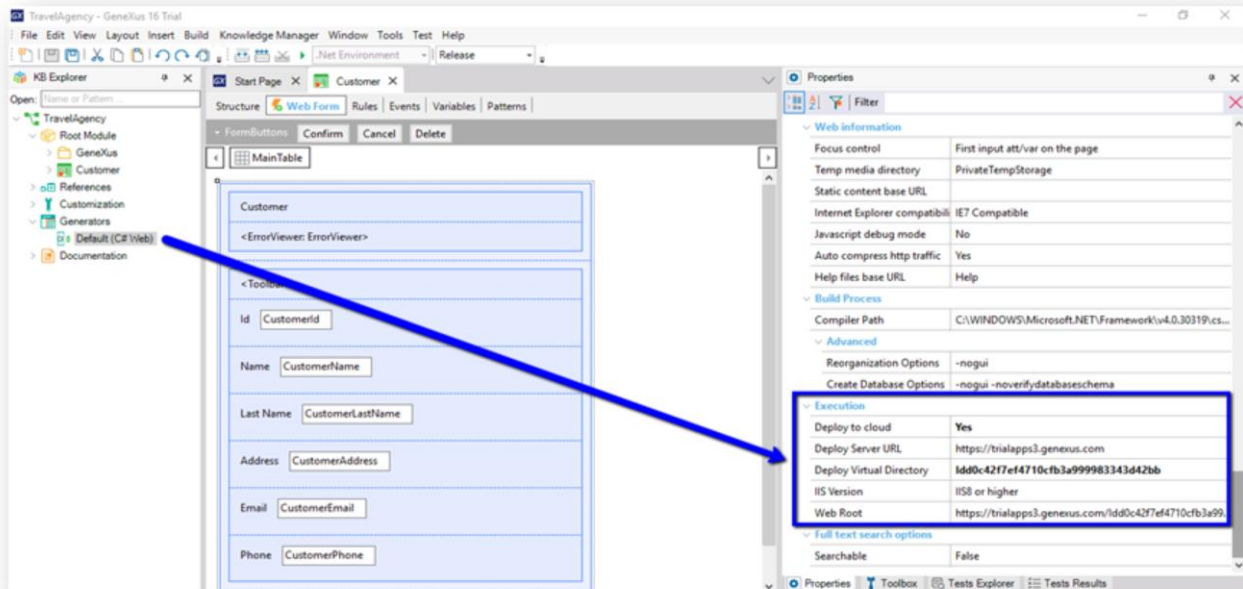 TravelAgency - GeneXus 16 Trial
File Edit View Layout Insert Build Knowledge Manager Window Tools Test Help
.Net Environment Release
KB Explorer
Open: Name or Pattern ...
TravelAgency
Root Module
GeneXus
Customer
References
Customization
Generators
Default (C# Web)
Documentation
Start Page Customer
Structure Web Form Rules Events Variables Patterns
FormButtons Confirm Cancel Delete
MainTable
Customer
<ErrorViewer: ErrorViewer>
<Toolba
Id CustomerId
Name CustomerName
Last Name CustomerLastName
Address CustomerAddress
Email CustomerEmail
Phone CustomerPhone
Properties
Filter
Web information
Focus control First input att/var on the page
Temp media directory PrivateTempStorage
Static content base URL
Internet Explorer compatibili IE7 Compatible
Javascript debug mode No
Auto compress http traffic Yes
Help files base URL Help
Build Process
Compiler Path C:\WINDOWS\Microsoft.NET\Framework\v4.0.30319\cs...
Advanced
Reorganization Options -nogui
Create Database Options -nogui -noverifydatabaseschema
Execution
Deploy to cloud Yes
Deploy Server URL https://trialapps3.genexus.com
Deploy Virtual Directory Idd0c42f7ef4710cfb3a999983343d42bb
IIS Version IIS8 or higher
Web Root https://trialapps3.genexus.com/Idd0c42f7ef4710cfb3a99...
Full text search options
Searchable False
Properties Toolbox Tests Explorer Tests Results